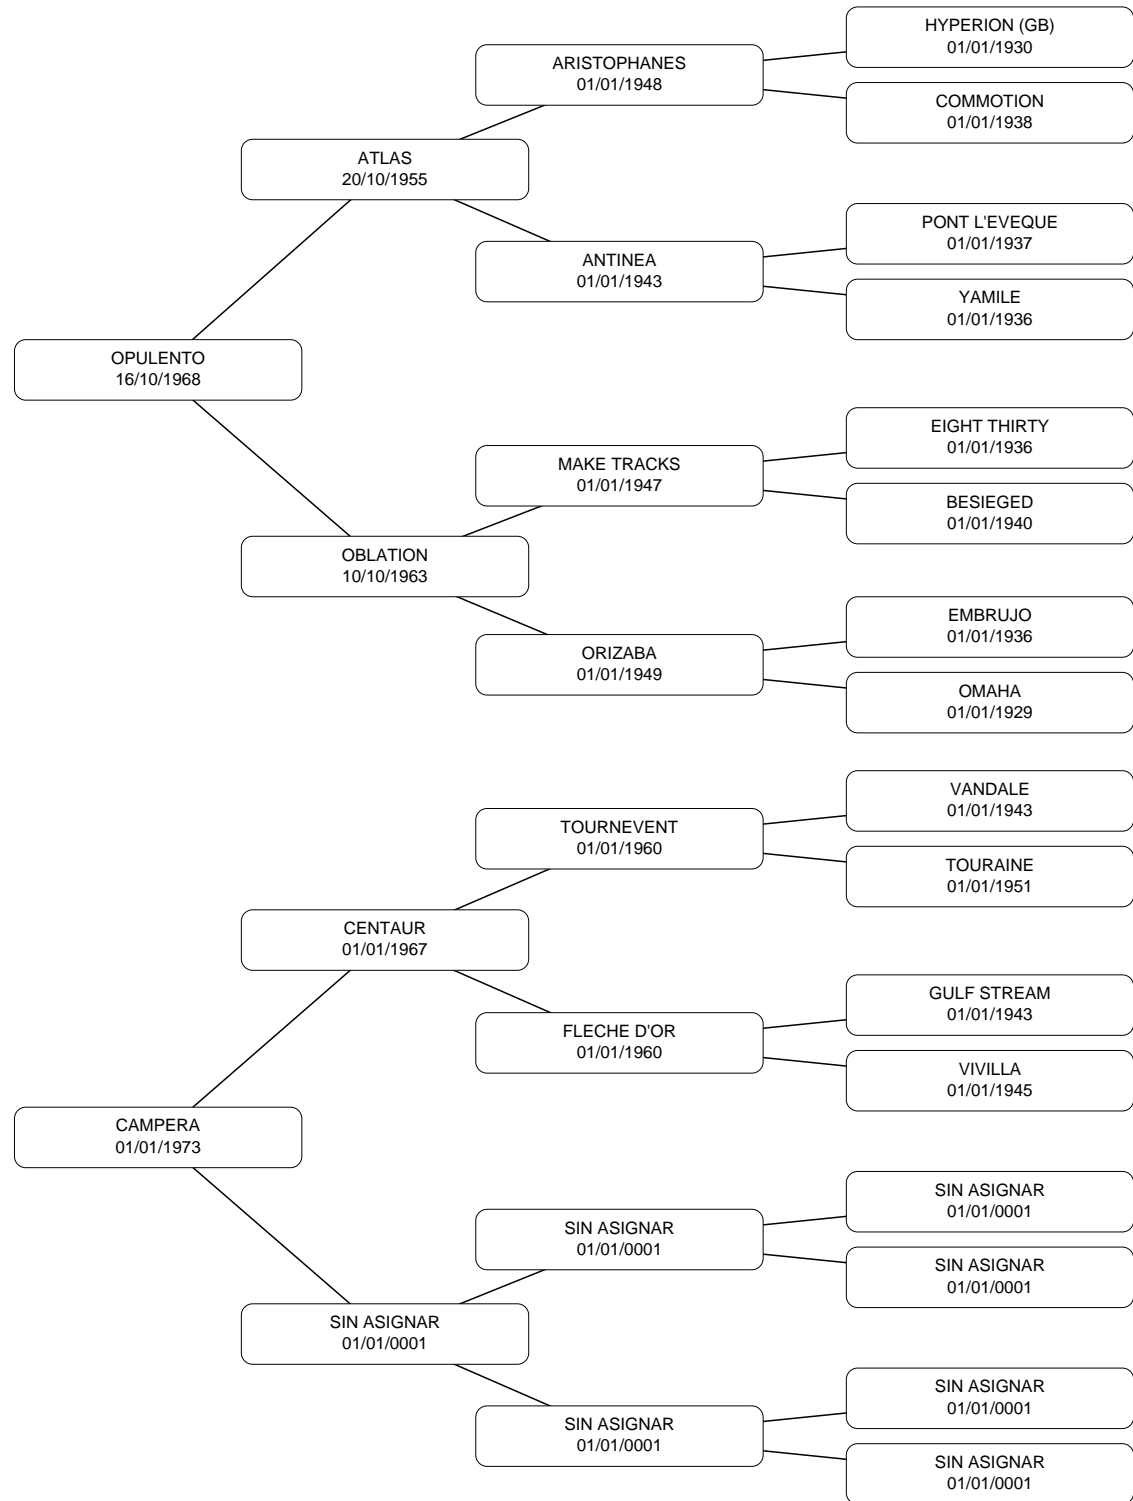 HYPERION (GB)
01/01/1930
ARISTOPHANES
01/01/1948
COMMOTION
01/01/1938
ATLAS
20/10/1955
PONT L'EVEQUE
01/01/1937
ANTINEA
01/01/1943
YAMILE
01/01/1936
OPULENTO
16/10/1968
EIGHT THIRTY
01/01/1936
MAKE TRACKS
01/01/1947
BESIEGED
01/01/1940
OBLATION
10/10/1963
EMBRUJO
01/01/1936
ORIZABA
01/01/1949
OMAHA
01/01/1929
VANDALE
01/01/1943
TOURNEVENT
01/01/1960
TOURAINE
01/01/1951
CENTAUR
01/01/1967
GULF STREAM
01/01/1943
FLECHE D'OR
01/01/1960
VIVILLA
01/01/1945
CAMPERA
01/01/1973
SIN ASIGNAR
01/01/0001
SIN ASIGNAR
01/01/0001
SIN ASIGNAR
01/01/0001
SIN ASIGNAR
01/01/0001
SIN ASIGNAR
01/01/0001
SIN ASIGNAR
01/01/0001
SIN ASIGNAR
01/01/0001